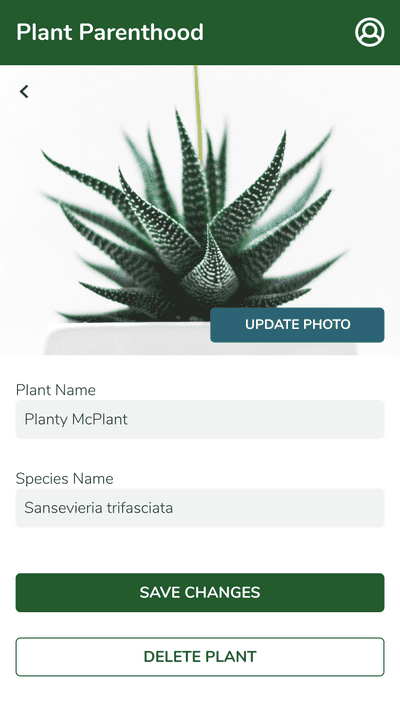 Plant Parenthood
UPDATE PHOTO
Plant Name
Planty McPlant
Species Name
Sansevieria trifasciata
SAVE CHANGES
DELETE PLANT